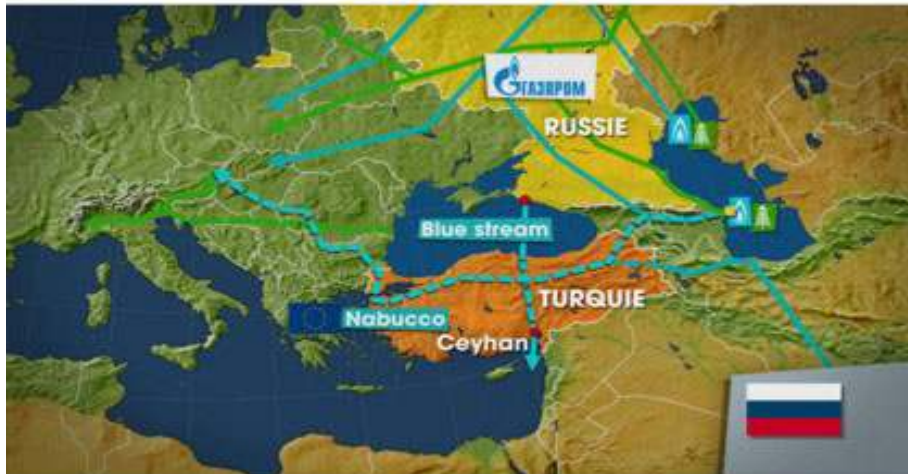 ГАЗПРОМ
RUSSIE
Blue stream
TURQUIE
Nabucco
Ceyhan